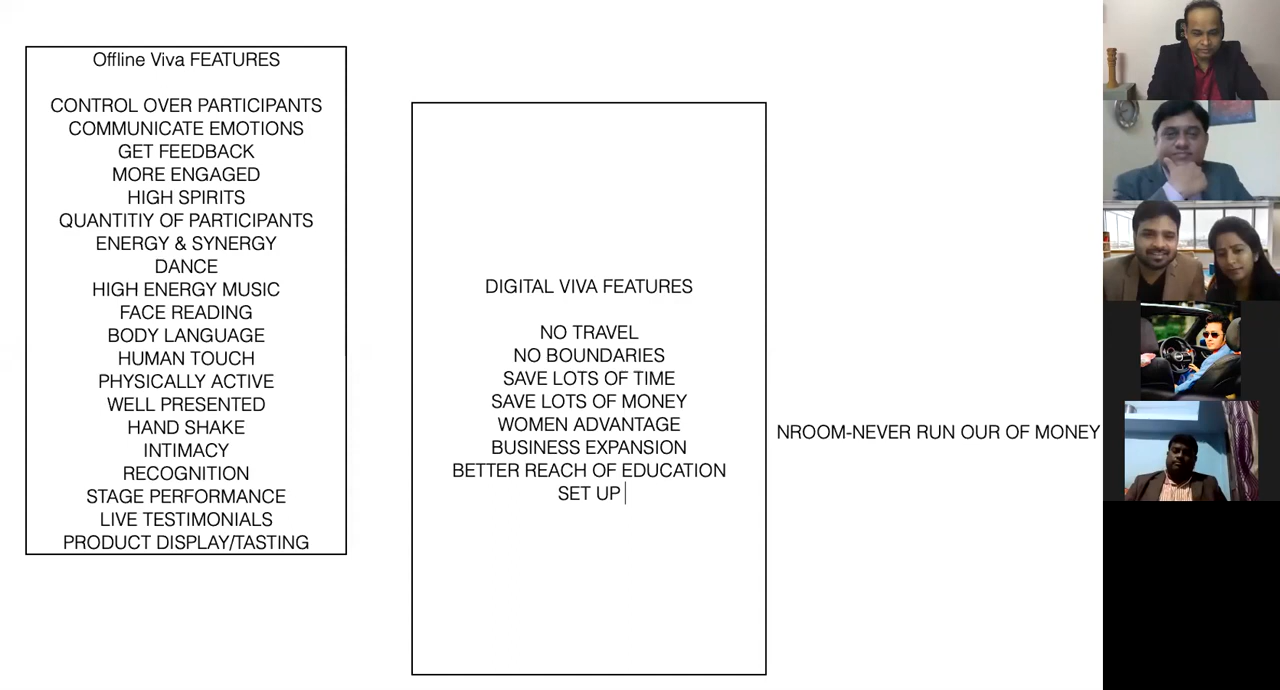 Offline Viva FEATURES
CONTROL OVER PARTICIPANTS
COMMUNICATE EMOTIONS
GET FEEDBACK
MORE ENGAGED
HIGH SPIRITS
QUANTITIY OF PARTICIPANTS
ENERGY & SYNERGY
DANCE
HIGH ENERGY MUSIC
FACE READING
BODY LANGUAGE
HUMAN TOUCH
PHYSICALLY ACTIVE
WELL PRESENTED
HAND SHAKE
INTIMACY
RECOGNITION
STAGE PERFORMANCE
LIVE TESTIMONIALS
PRODUCT DISPLAY/TASTING
DIGITAL VIVA FEATURES
NO TRAVEL
NO BOUNDARIES
SAVE LOTS OF TIME
SAVE LOTS OF MONEY
WOMEN ADVANTAGE
BUSINESS EXPANSION
BETTER REACH OF EDUCATION
SET UP
NROOM-NEVER RUN OUR OF MONEY